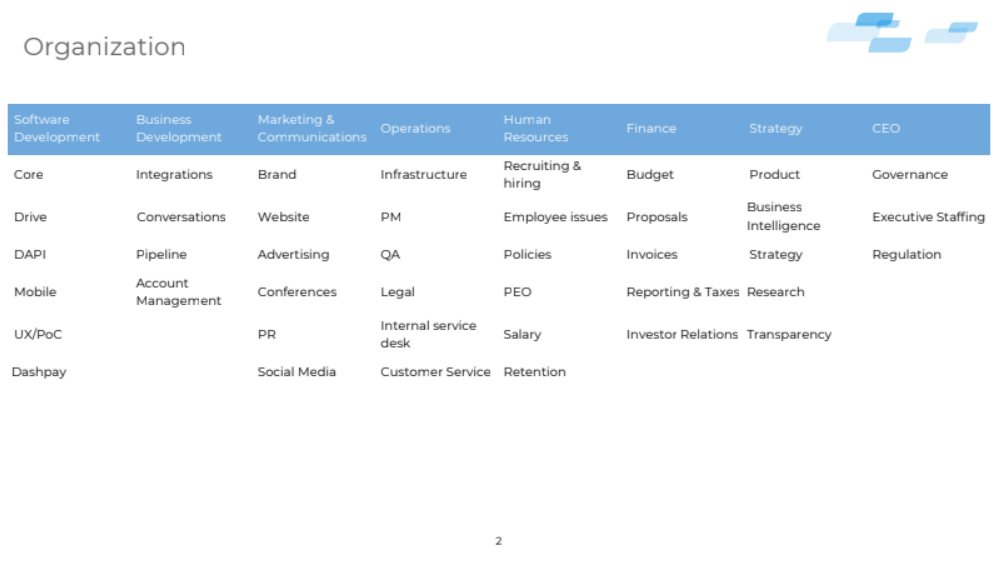 Organization
Software Development	Business Development	Marketing & Communications	Operations	Human Resources	Finance	Strategy	CEO
Core	Integrations	Brand	Infrastructure	Recruiting & hiring	Budget	Product	Governance
Drive	Conversations	Website	PM	Employee issues	Proposals	Business Intelligence	Executive Staffing
DAPI	Pipeline	Advertising	QA	Policies	Invoices	Strategy	Regulation
Mobile	Account Management	Conferences	Legal	PEO	Reporting & Taxes	Research
UX/PoC		PR	Internal service desk	Salary	Investor Relations	Transparency
Dashpay		Social Media	Customer Service	Retention
2